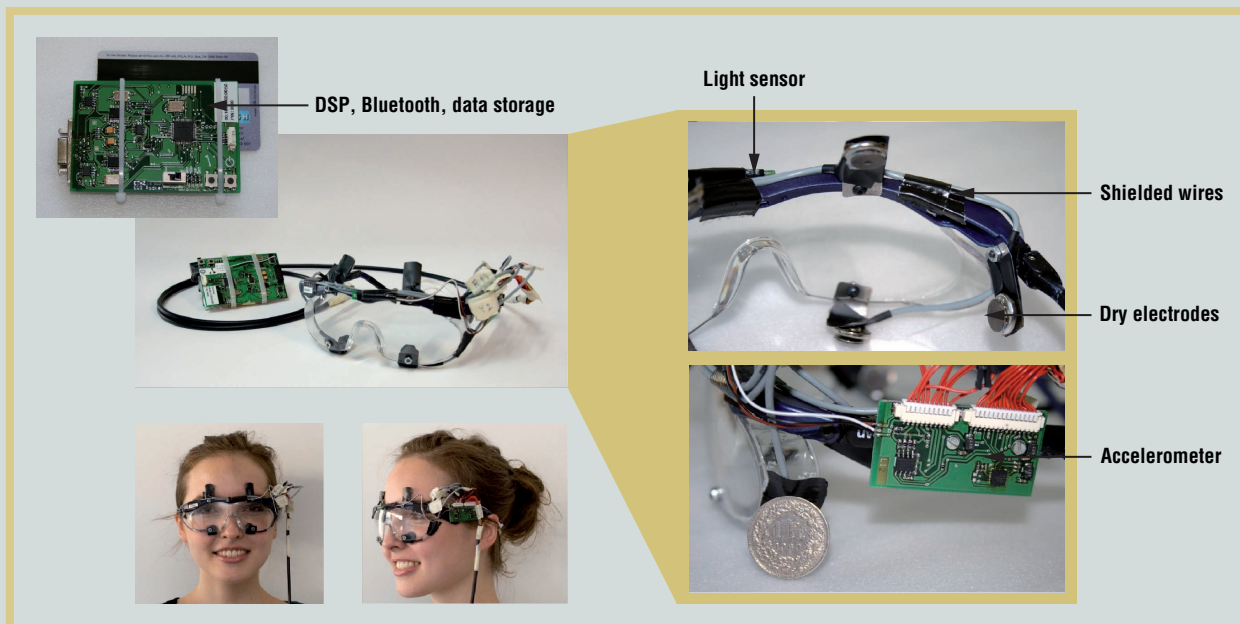 DSP, Bluetooth, data storage
Light sensor
Shielded wires
Dry electrodes
Accelerometer